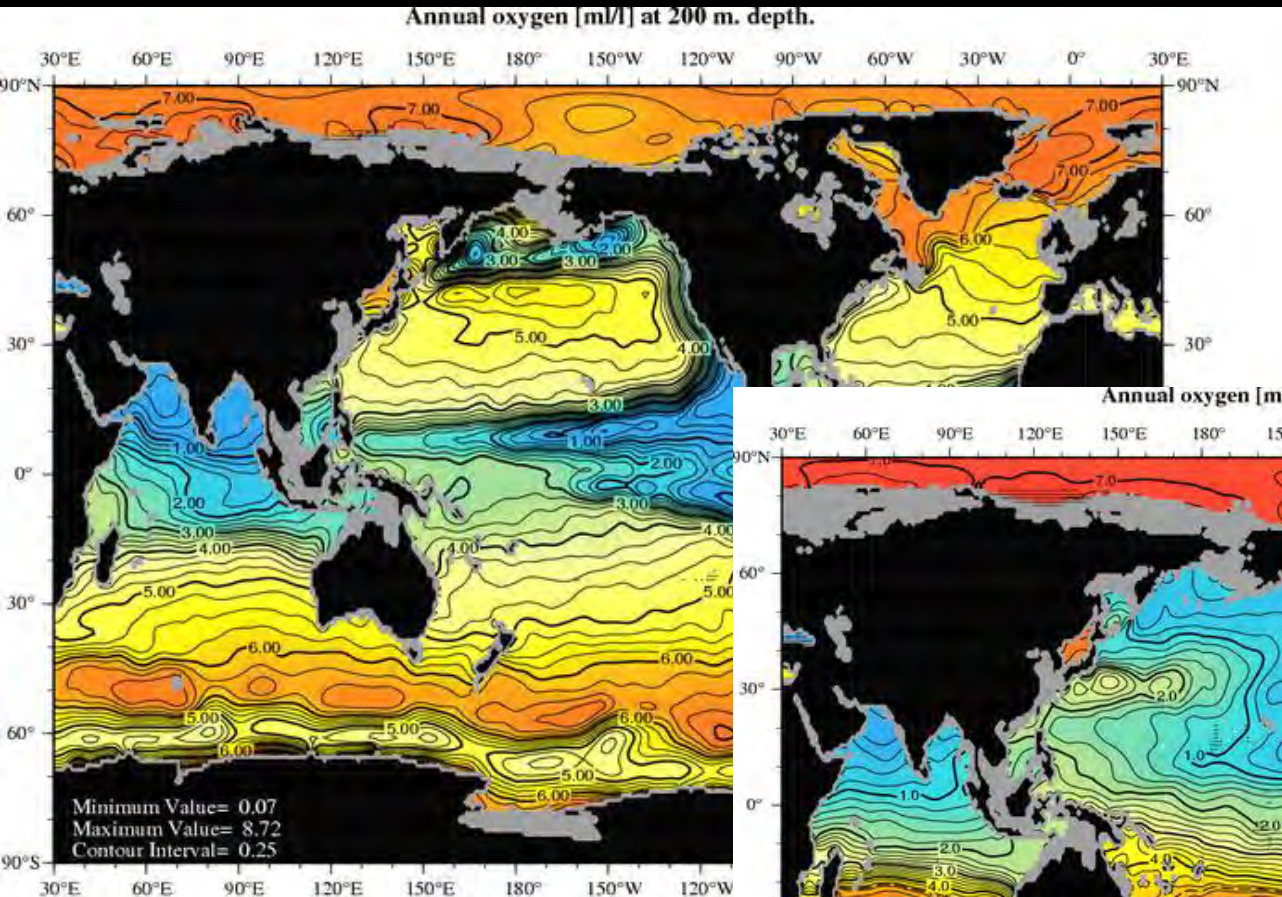 Annual oxygen [ml/l] at 200 m. depth.
30°E 60°E 90°E 120°E 150°E 180° 150°W 90°W 60°W 30°W 0° 30°E
90°N 90°N
7.00 7.00 7.00
7.00
60° 60°
4.00 2.00 6.00
3.00 3.00
5.00
5.00
30° 4.00 30°
3.00
Annual oxygen [m
30°E 60°E 90°E 120°E 150°E 180°
1.00 1.00
90°N 7.0 7.0
0° 2.00
2.00 3.00
3.00 4.00
4.00 4.00
60°
5.00 5.00
30°
6.00 6.00
30° 2.0
5.00 5.00 6.00
60° 6.00
1.0
5.00
6.00
1.0
Minimum Value= 0.07
Maximum Value= 8.72
Contour Interval= 0.25
0° 2.0
2.0
90°S 4.0
3.0
4.0
30°E 60°E 90°E 120°E 150°E 180° 150°W 120°W